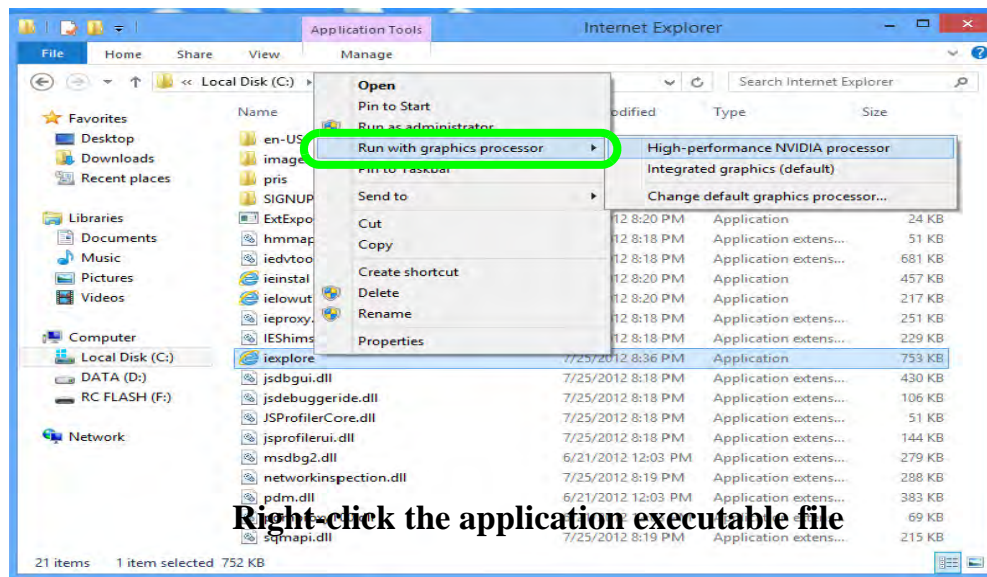 Application Tools Internet Explorer
File Home Share View Manage
« Local Disk (C:) Search Internet Explorer
Name odified Type Size
Favorites
Desktop
Downloads
Recent places
Libraries
Documents
Music
Pictures
Videos
Computer
Local Disk (C:)
DATA (D:)
RC FLASH (F:)
Network
Open
Pin to Start
Run as administrator
Run with graphics processor
Pin to Taskbar
Send to
Cut
Copy
Create shortcut
Delete
Rename
Properties
High-performance NVIDIA processor
Integrated graphics (default)
Change default graphics processor...
en-US
image
pris
SIGNUP
ExtExpo 12 8:20 PM Application 24 KB
hmmap 12 8:18 PM Application extens... 51 KB
iedvtoo 12 8:18 PM Application extens... 681 KB
ieinstal 12 8:20 PM Application 457 KB
ielowut 12 8:20 PM Application 217 KB
ieproxy. 12 8:18 PM Application extens... 251 KB
IEShims 12 8:18 PM Application extens... 229 KB
iexplore 7/25/2012 8:36 PM Application 753 KB
jsdbgui.dll 7/25/2012 8:18 PM Application extens... 430 KB
jsdebuggeride.dll 7/25/2012 8:18 PM Application extens... 106 KB
JSProfilerCore.dll 7/25/2012 8:18 PM Application extens... 51 KB
jsprofilerui.dll 7/25/2012 8:18 PM Application extens... 144 KB
msdbg2.dll 6/21/2012 12:03 PM Application extens... 279 KB
networkinspection.dll 7/25/2012 8:19 PM Application extens... 288 KB
pdm.dll 6/21/2012 12:03 PM Application extens... 383 KB
69 KB
Right-click the application executable file
sqmapi.dll 7/25/2012 8:19 PM Application extens... 215 KB
21 items 1 item selected 752 KB